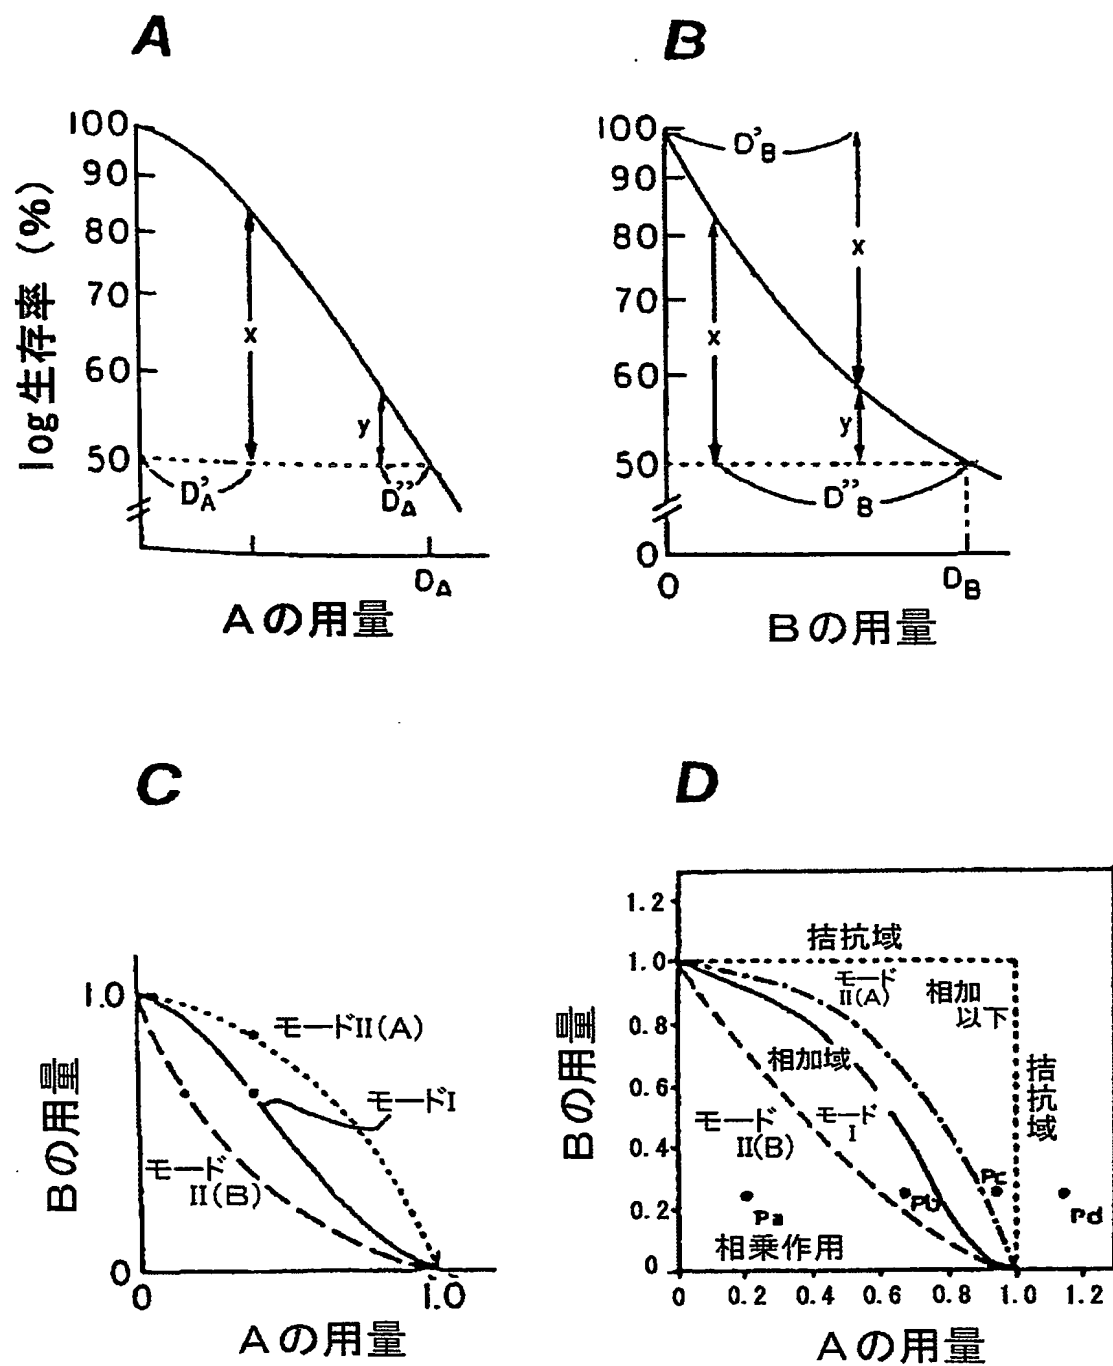 A
log生存率 (%)
100
90
80
70
60
50
x
y
D'A
D''A
DA
Aの用量
B
100
90
80
70
60
50
0
D'B
x
x
y
D''B
0
DB
Bの用量
C
Bの用量
1.0
0
モードII(A)
モードI
モード
II(B)
0
1.0
Aの用量
D
Bの用量
1.2
1.0
0.8
0.6
0.4
0.2
0
拮抗域
モード
II(A)
相加
以下
相加域
拮抗域
モード
II(B)
モード
I
Pa
Pb
Pc
Pd
相乗作用
0
0.2
0.4
0.6
0.8
1.0
1.2
Aの用量